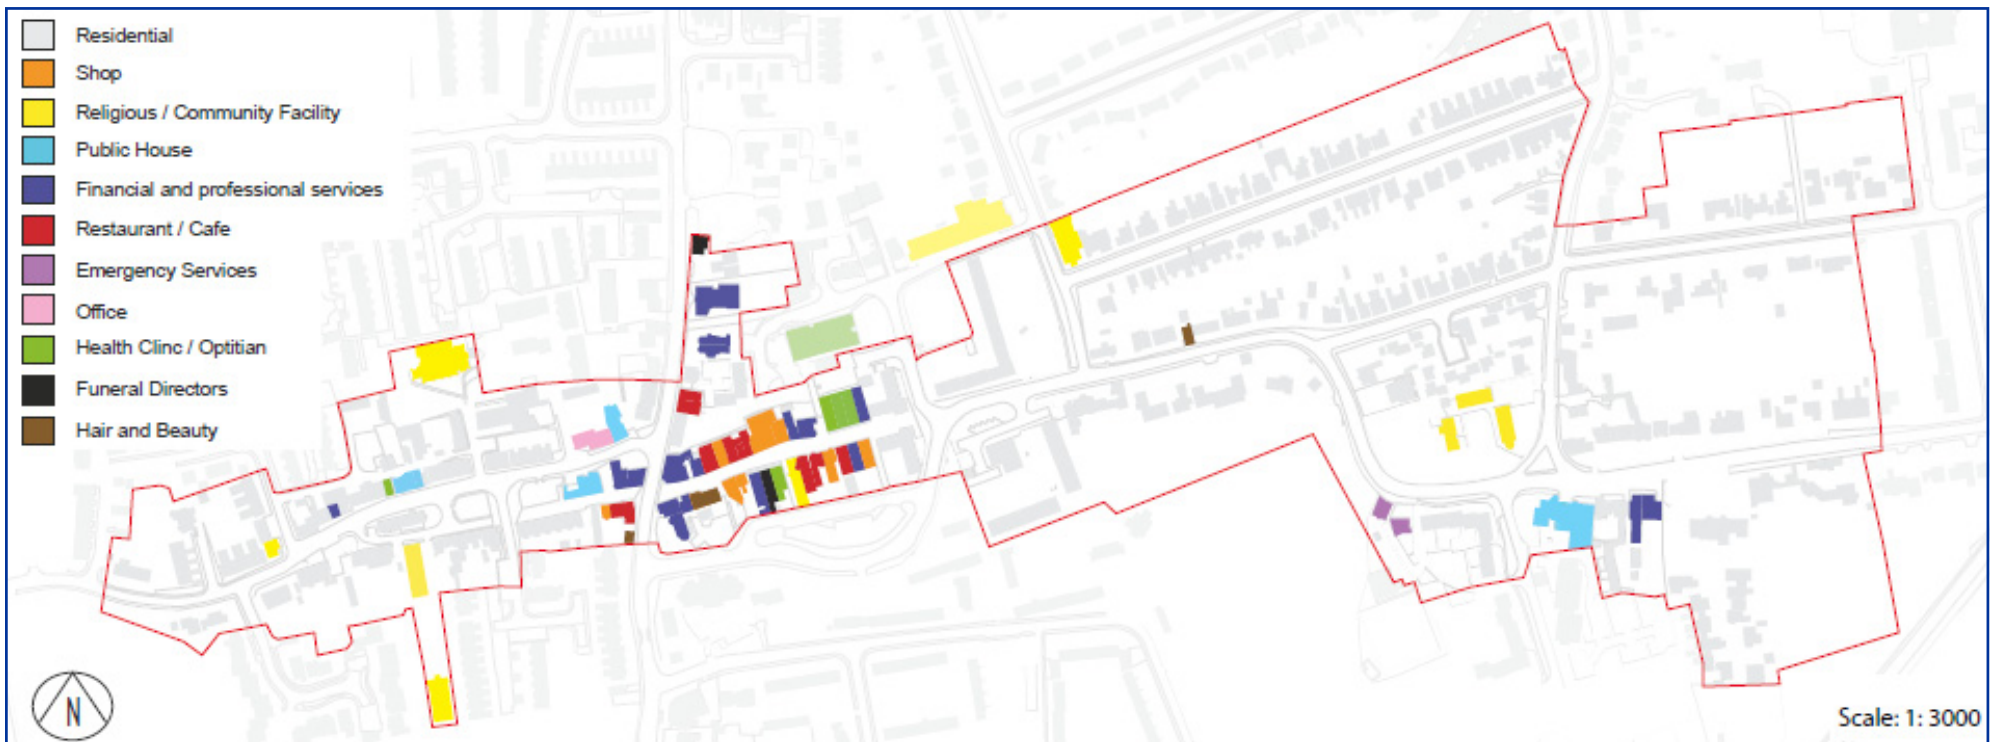 Residential
Shop
Religious / Community Facility
Public House
Financial and professional services
Restaurant / Cafe
Emergency Services
Office
Health Clinc / Optitian
Funeral Directors
Hair and Beauty
N
Scale: 1: 3000